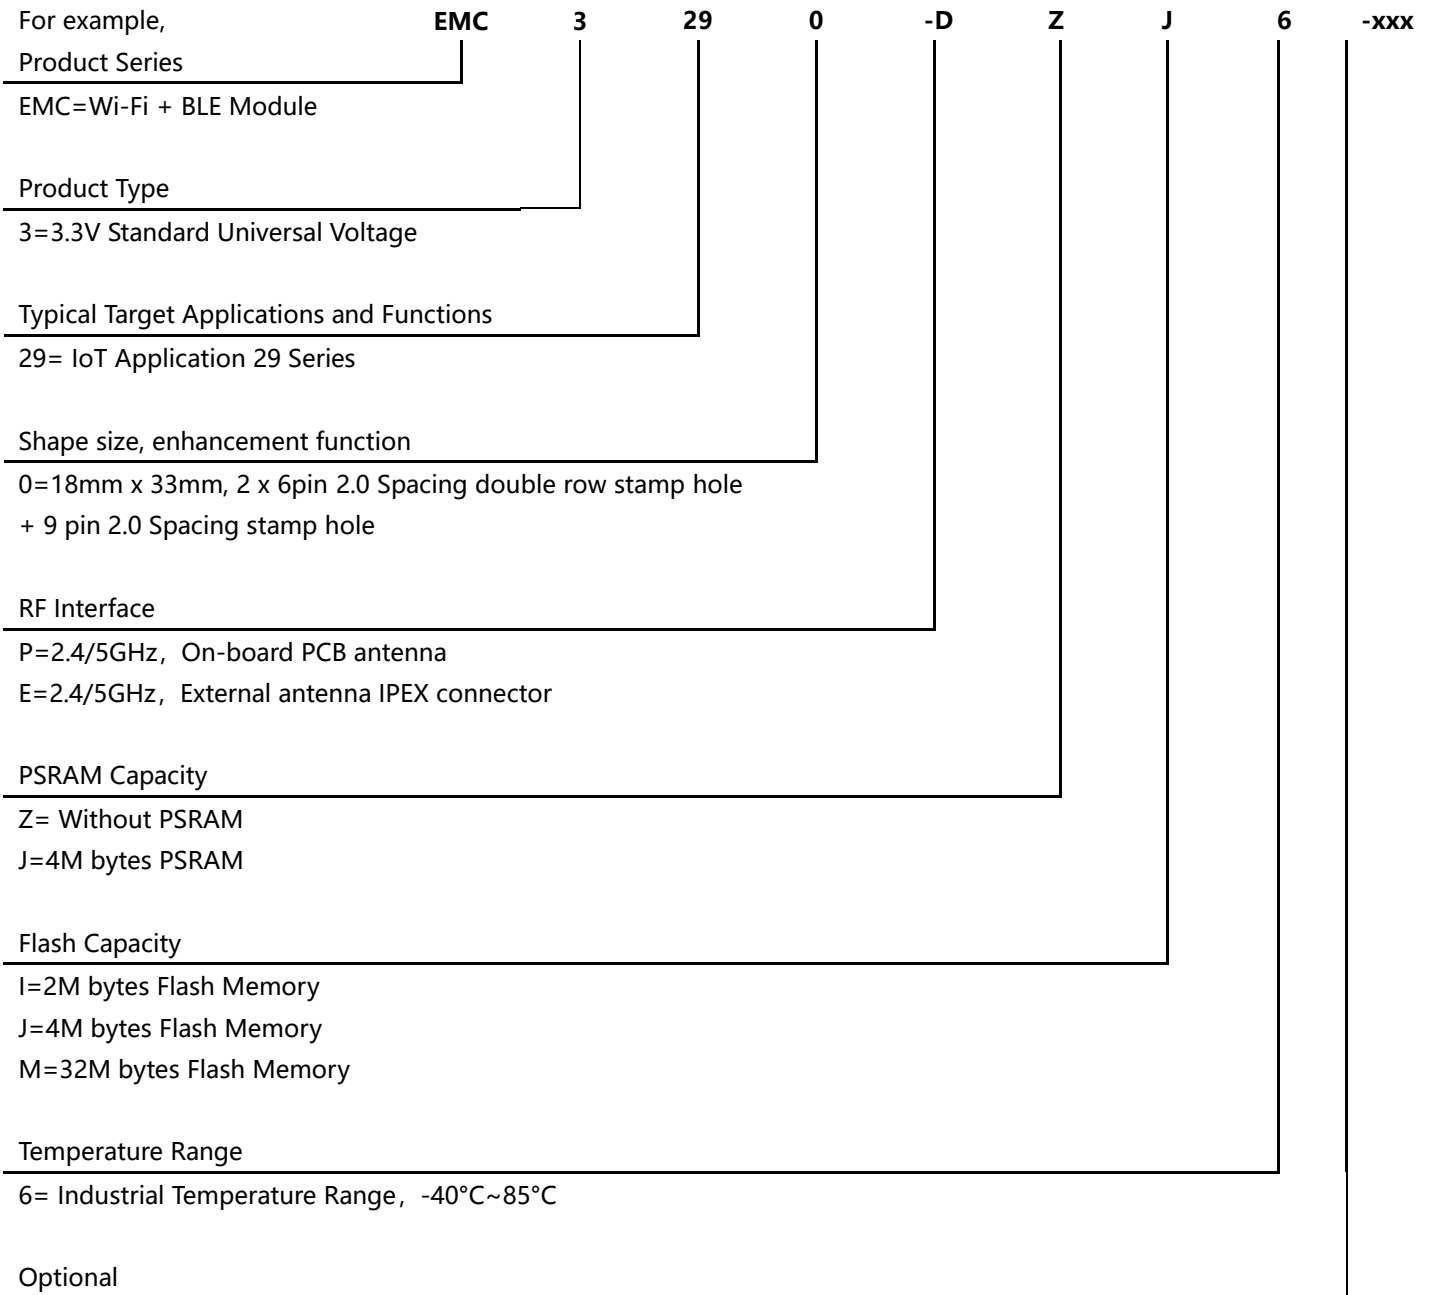 For example, EMC 3 29 0 -D Z J 6 -xxx
Product Series
EMC=Wi-Fi + BLE Module
Product Type
3=3.3V Standard Universal Voltage
Typical Target Applications and Functions
29= IoT Application 29 Series
Shape size, enhancement function
0=18mm x 33mm, 2 x 6pin 2.0 Spacing double row stamp hole
+ 9 pin 2.0 Spacing stamp hole
RF Interface
P=2.4/5GHz，On-board PCB antenna
E=2.4/5GHz，External antenna IPEX connector
PSRAM Capacity
Z= Without PSRAM
J=4M bytes PSRAM
Flash Capacity
I=2M bytes Flash Memory
J=4M bytes Flash Memory
M=32M bytes Flash Memory
Temperature Range
6= Industrial Temperature Range，-40°C~85°C
Optional